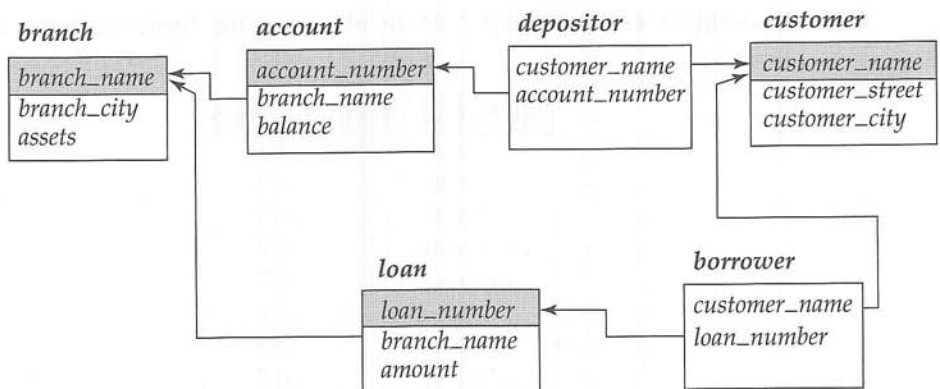 branch
branch_name
branch_city
assets
account
account_number
branch_name
balance
depositor
customer_name
account_number
customer
customer_name
customer_street
customer_city
loan
loan_number
branch_name
amount
borrower
customer_name
loan_number